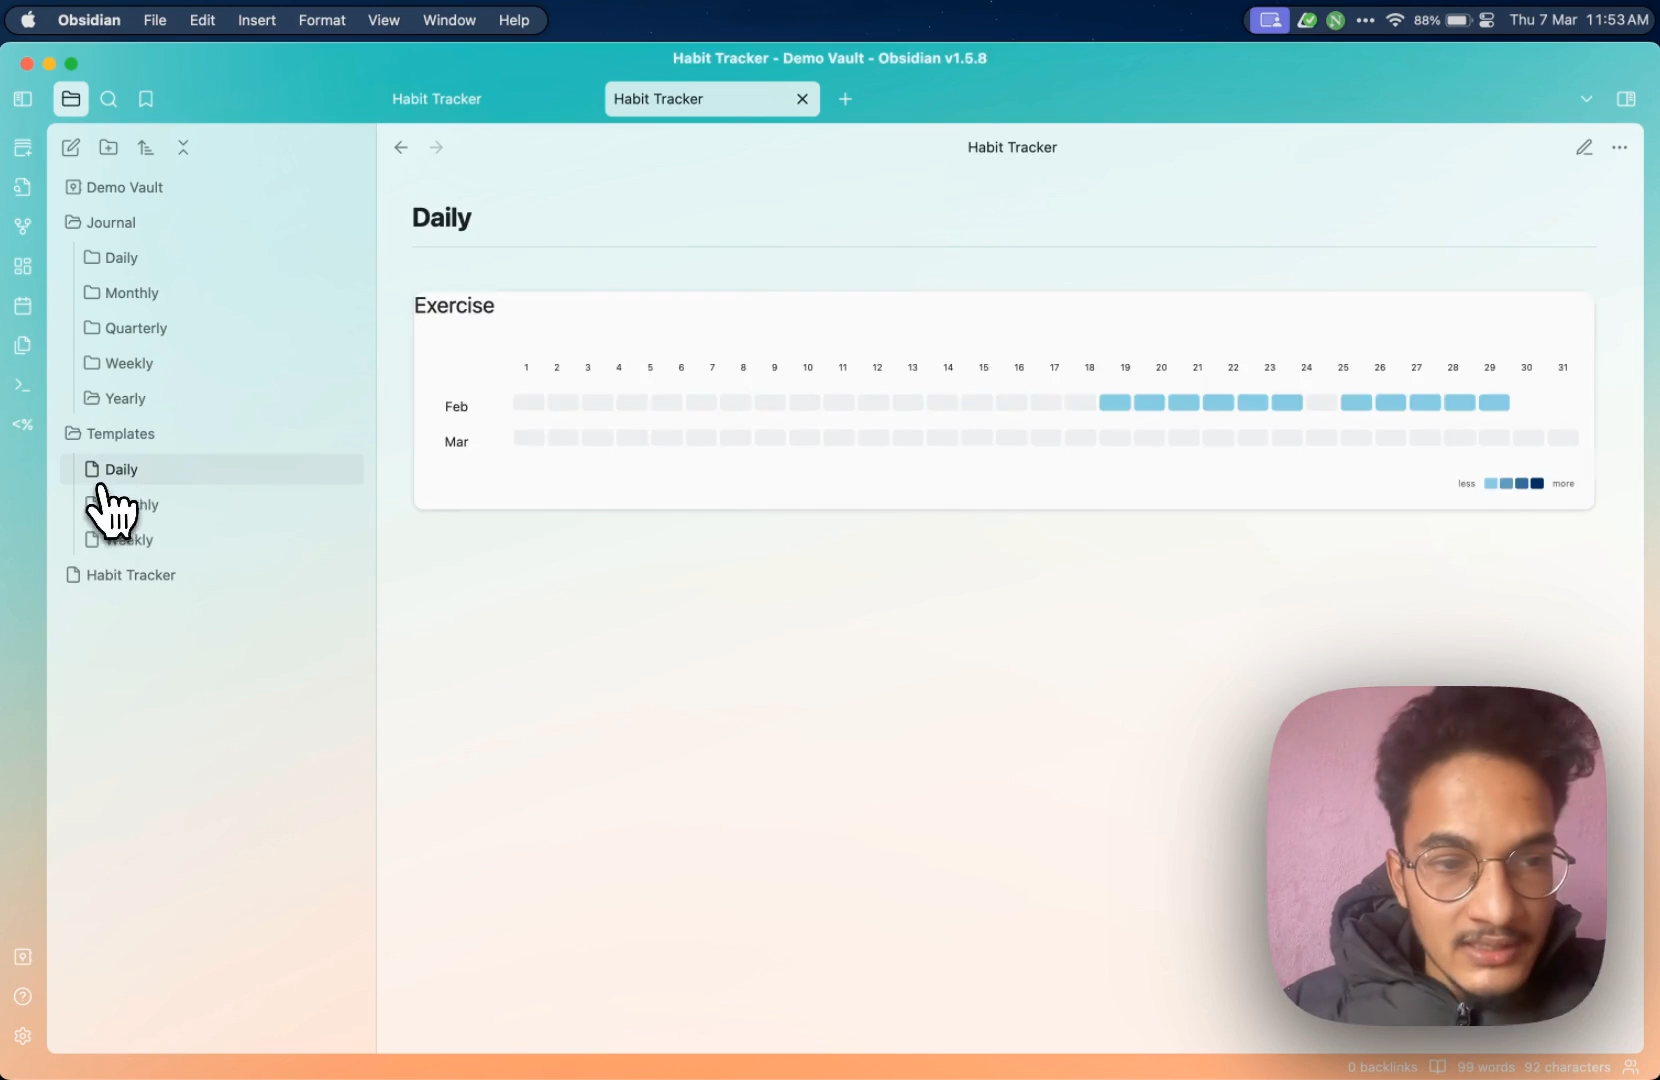 Obsidian File Edit Insert Format View Window Help
88% Thu 7 Mar 11:53 AM
Habit Tracker - Demo Vault - Obsidian v1.5.8
Habit Tracker Habit Tracker
Habit Tracker
Demo Vault
Journal
Daily
Monthly
Quarterly
Weekly
Yearly
Templates
Daily
hly
Weekly
Habit Tracker
Daily
Exercise
1 2 3 4 5 6 7 8 9 10 11 12 13 14 15 16 17 18 19 20 21 22 23 24 25 26 27 28 29 30 31
Feb
Mar
less more
0 backlinks 99 words 92 characters